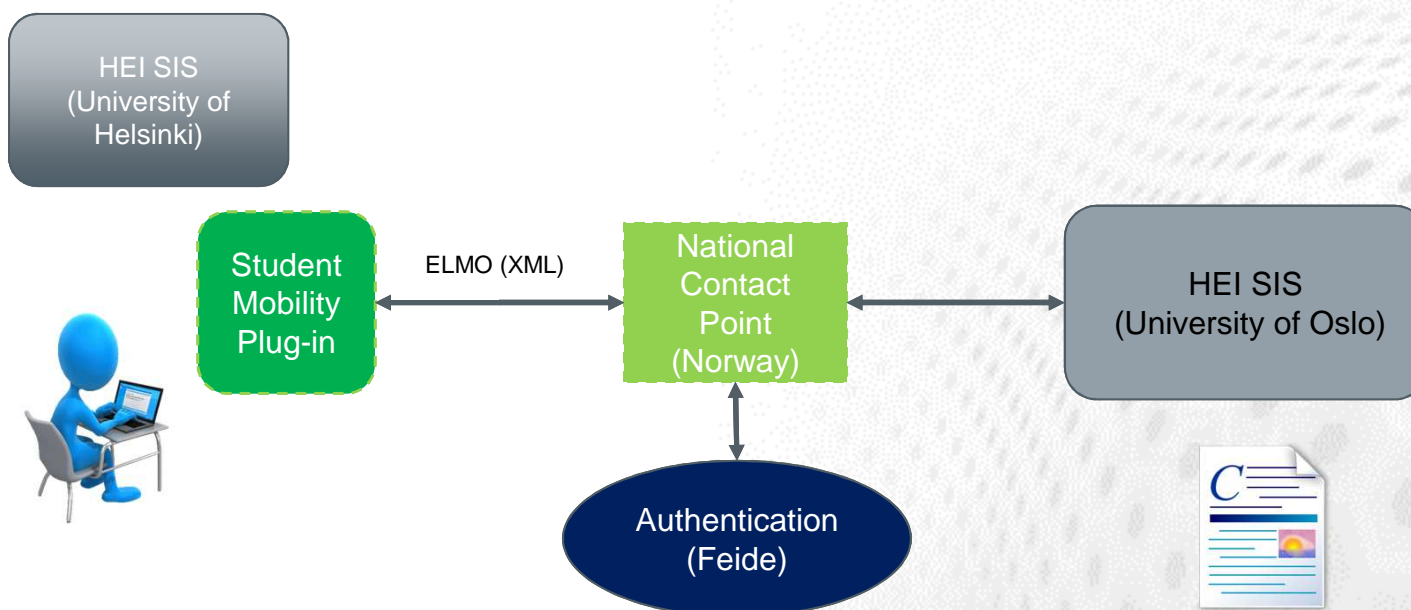 HEI SIS
(University of
Helsinki)
Student
Mobility
Plug-in
ELMO (XML)
National
Contact
Point
(Norway)
HEI SIS
(University of Oslo)
Authentication
(Feide)
C